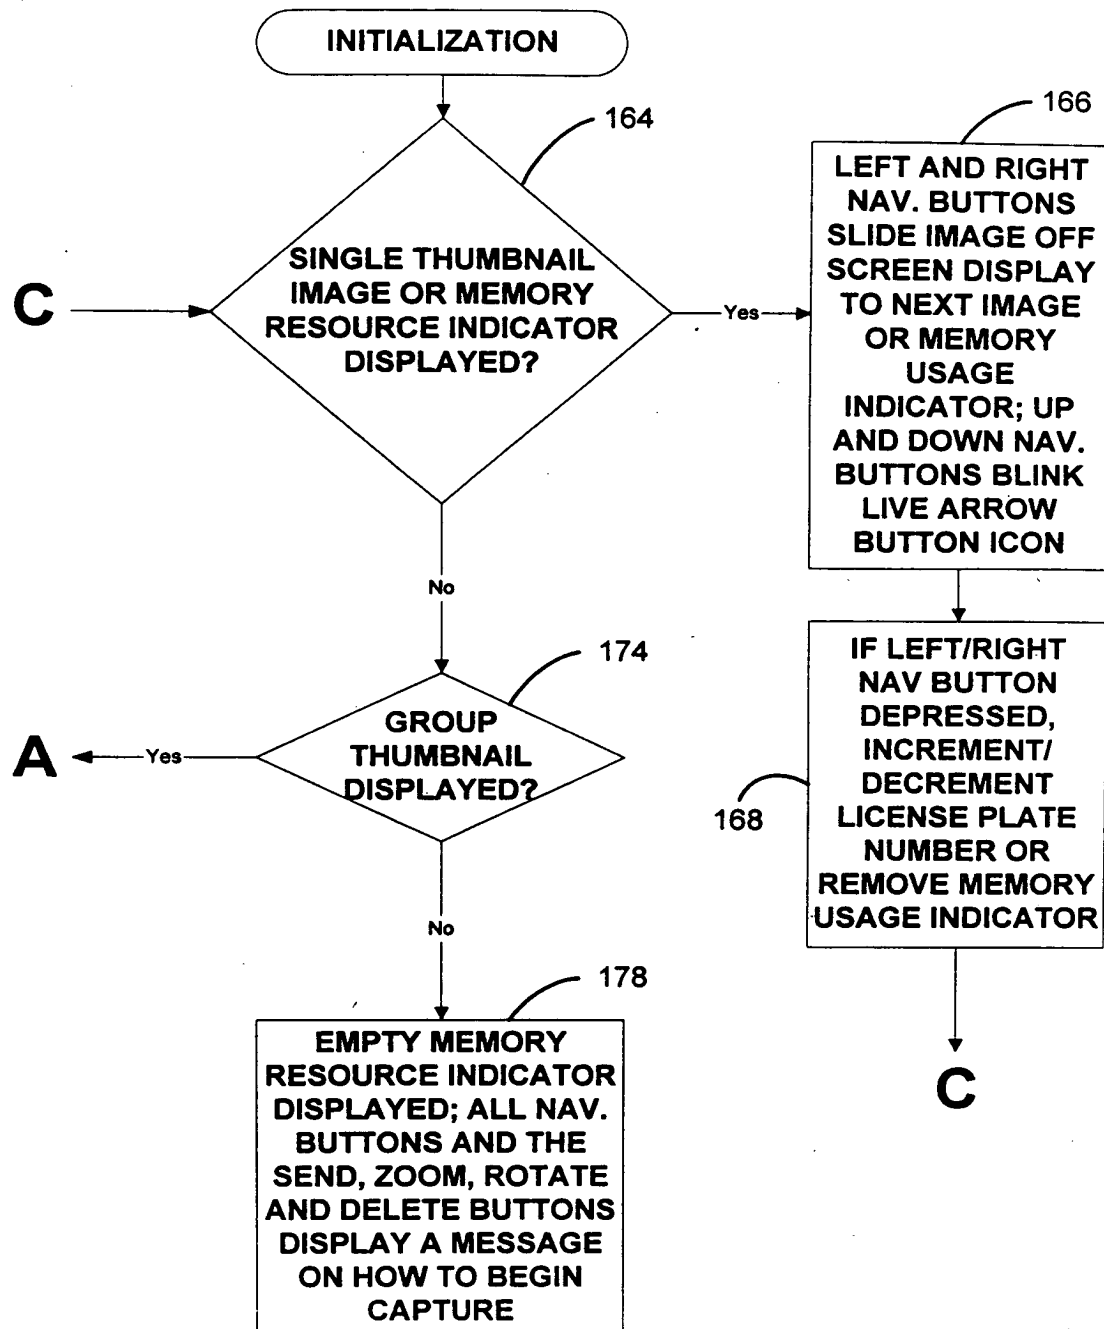 INITIALIZATION
164
SINGLE THUMBNAIL
IMAGE OR MEMORY
RESOURCE INDICATOR
DISPLAYED?
C
Yes
166
LEFT AND RIGHT
NAV. BUTTONS
SLIDE IMAGE OFF
SCREEN DISPLAY
TO NEXT IMAGE
OR MEMORY
USAGE
INDICATOR; UP
AND DOWN NAV.
BUTTONS BLINK
LIVE ARROW
BUTTON ICON
No
174
GROUP
THUMBNAIL
DISPLAYED?
Yes
A
168
IF LEFT/RIGHT
NAV BUTTON
DEPRESSED,
INCREMENT/
DECREMENT
LICENSE PLATE
NUMBER OR
REMOVE MEMORY
USAGE INDICATOR
C
No
178
EMPTY MEMORY
RESOURCE INDICATOR
DISPLAYED; ALL NAV.
BUTTONS AND THE
SEND, ZOOM, ROTATE
AND DELETE BUTTONS
DISPLAY A MESSAGE
ON HOW TO BEGIN
CAPTURE